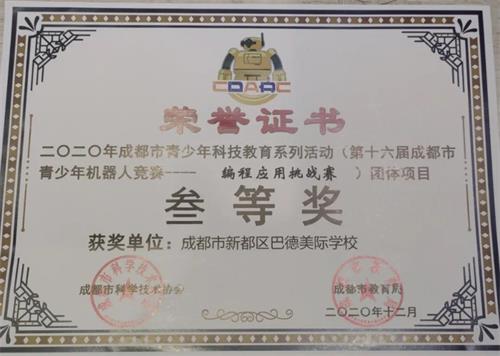 CDARC
荣誉证书
二〇二〇年成都市青少年科技教育系列活动（第十六届成都市
青少年机器人竞赛——编程应用挑战赛）团体项目
叁等奖
获奖单位：成都市新都区巴德美际学校
成都市科学技术协会
成都市教育局
二〇二〇年十二月